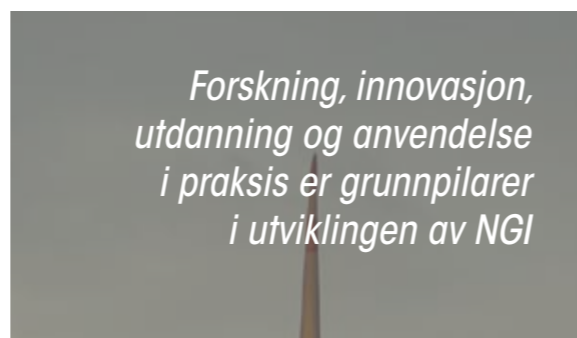 Forskning, innovasjon,
utdanning og anvendelse
i praksis er grunnpilarer
i utviklingen av NGI